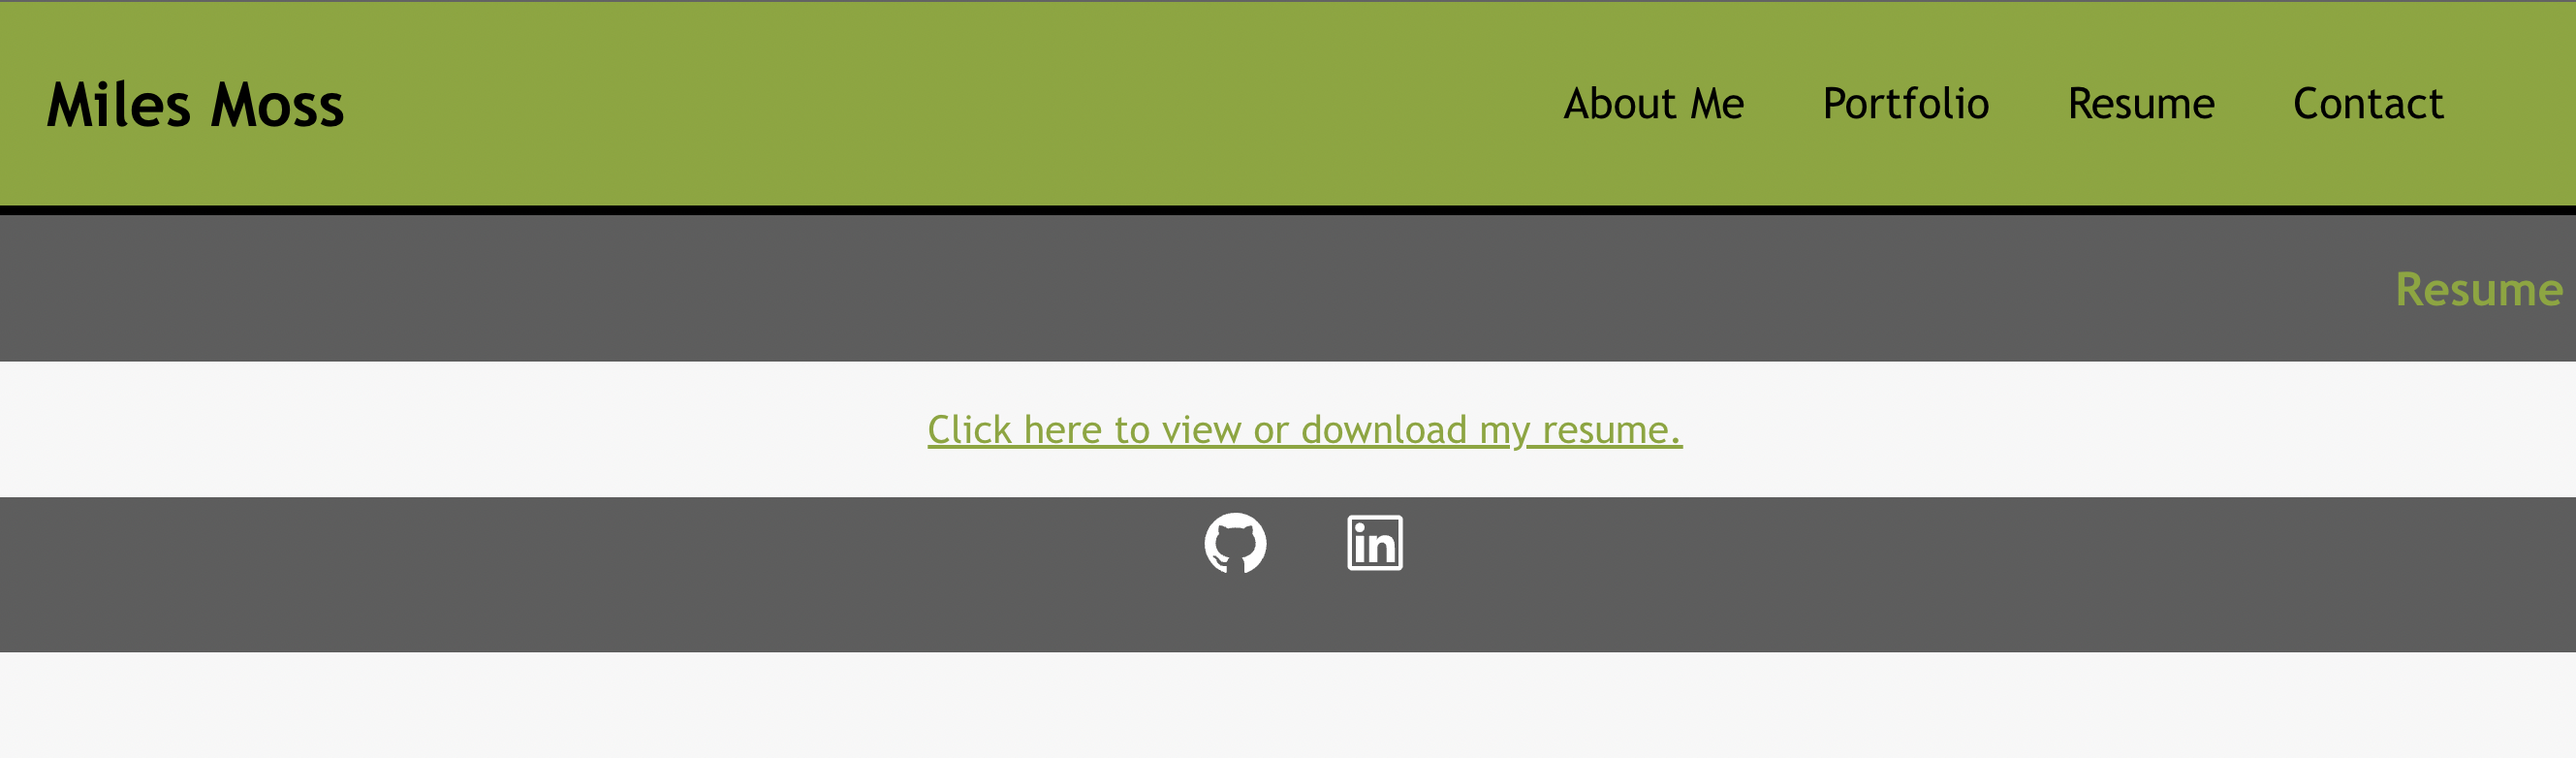 Miles Moss
About Me Portfolio Resume Contact
Resume
Click here to view or download my resume.
in